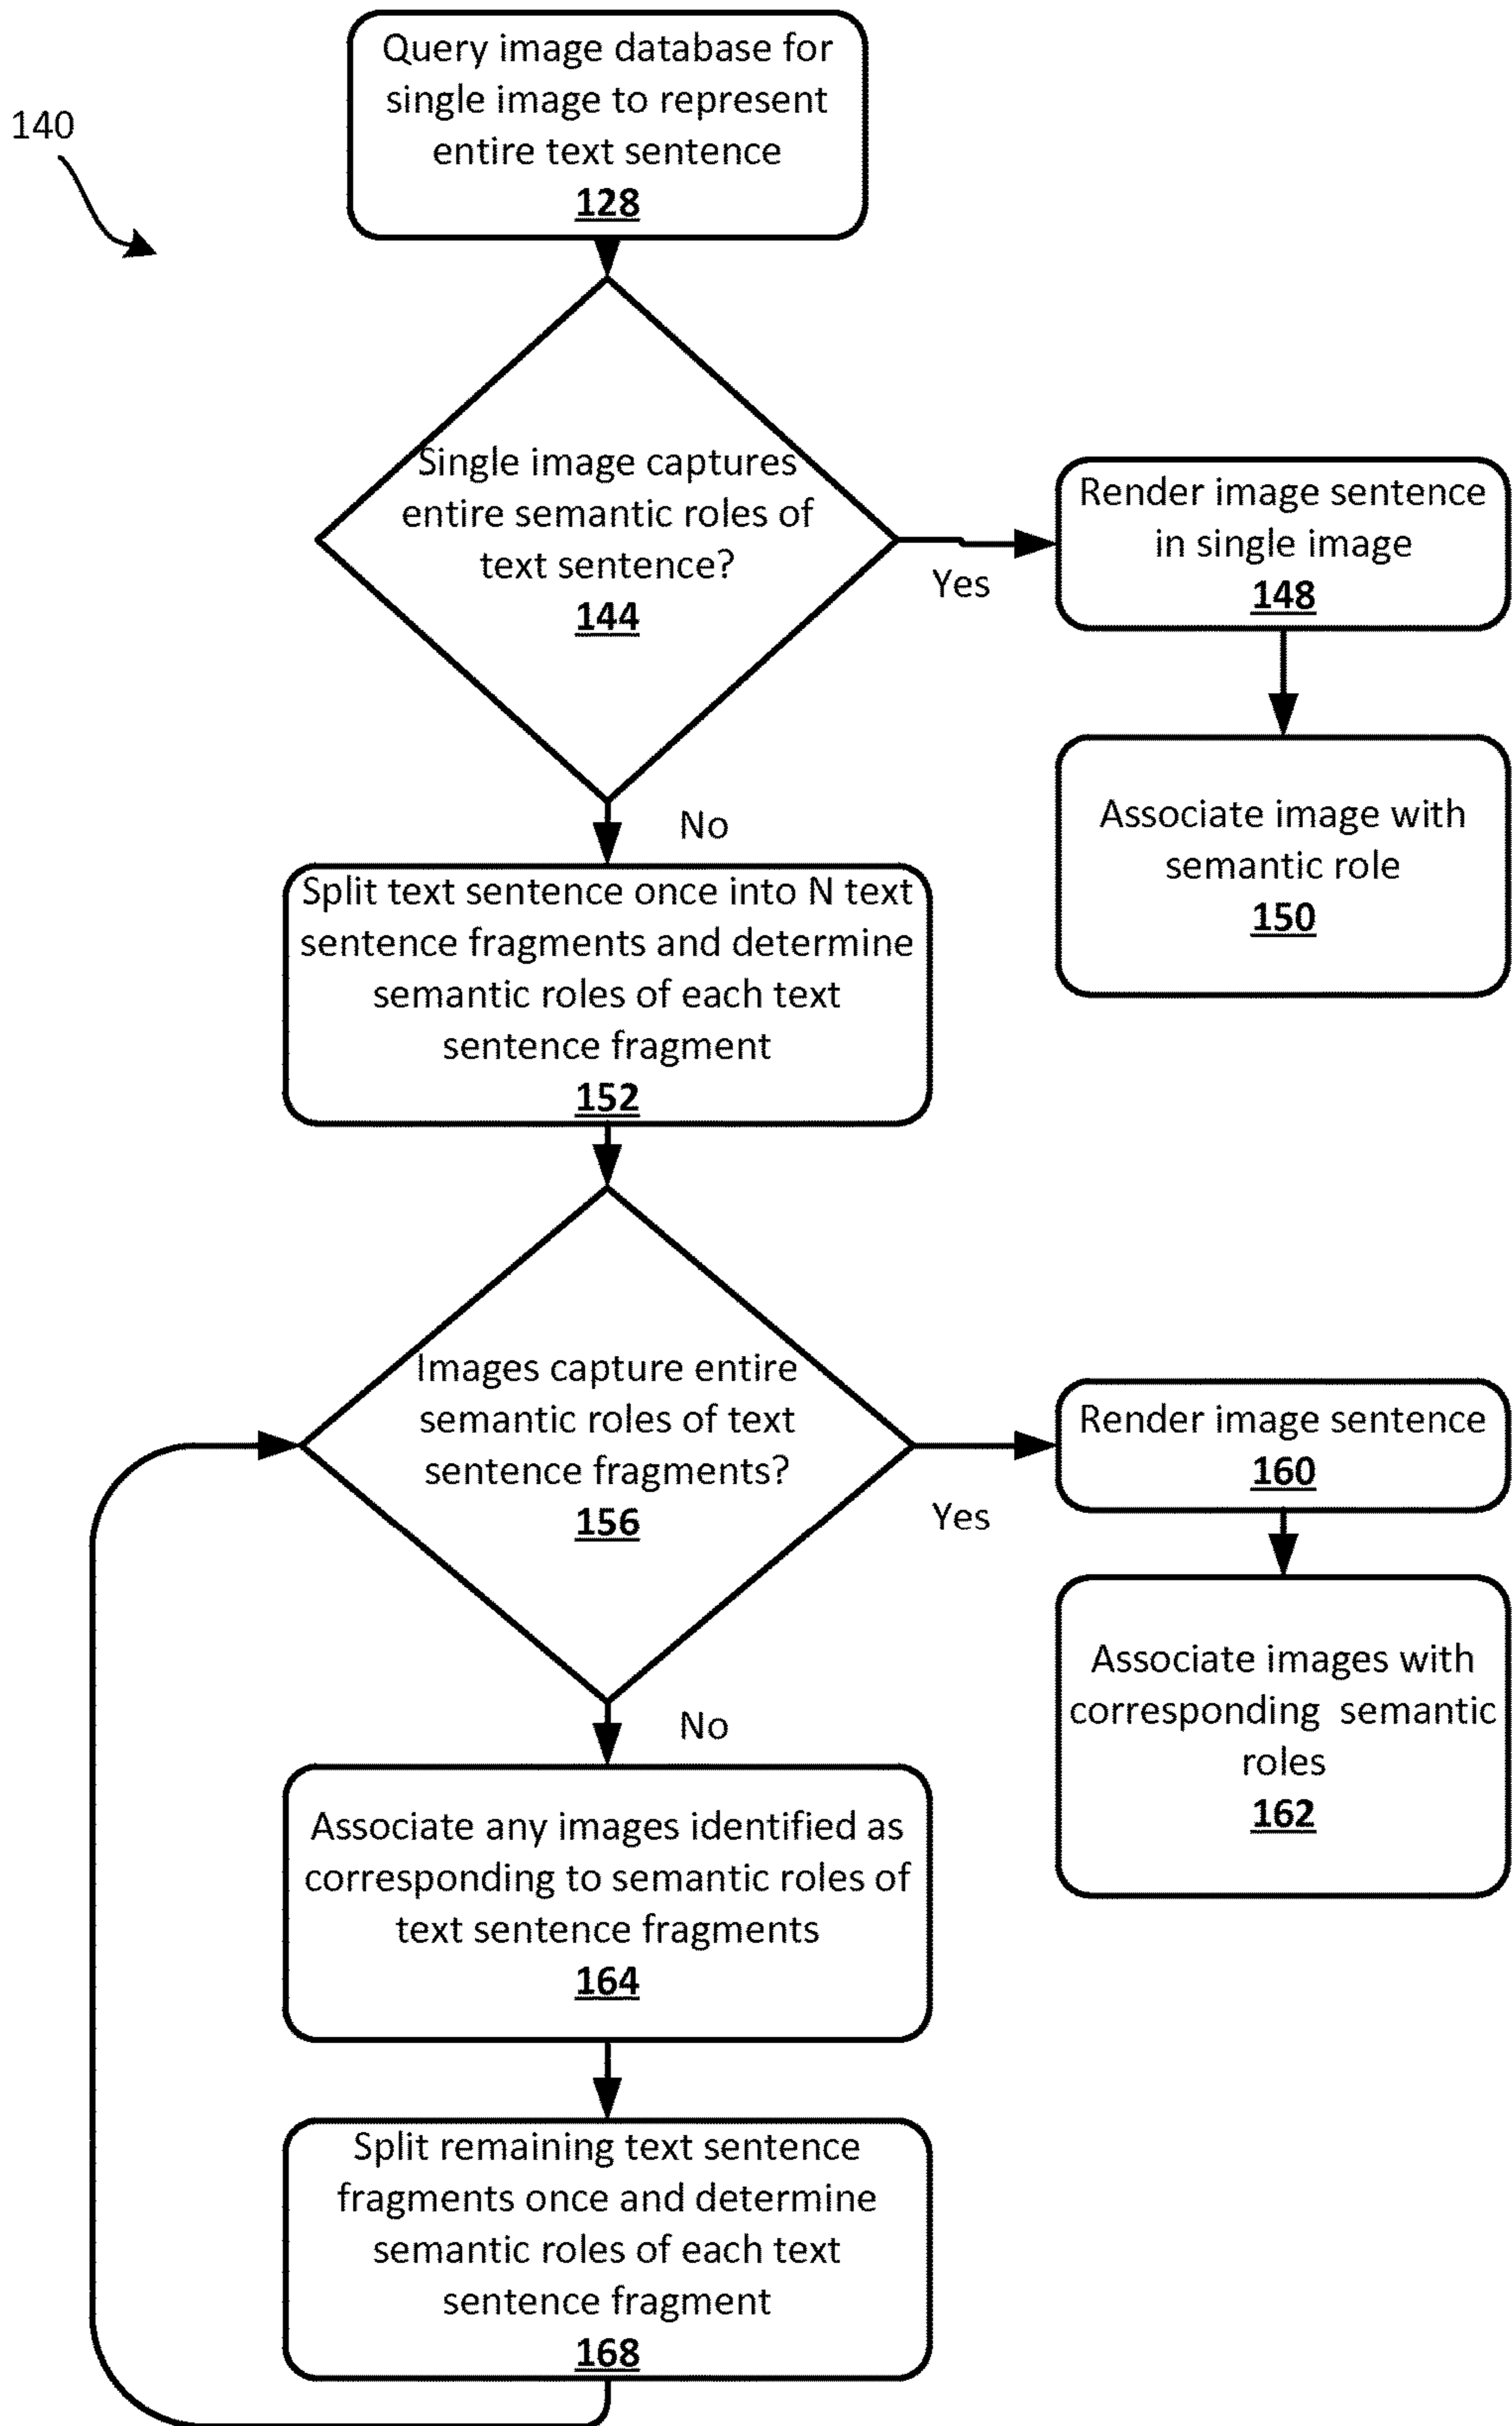 140
Query image database for
single image to represent
entire text sentence
128
Single image captures
entire semantic roles of
text sentence?
144
Yes
Render image sentence
in single image
148
Associate image with
semantic role
150
No
Split text sentence once into N text
sentence fragments and determine
semantic roles of each text
sentence fragment
152
Images capture entire
semantic roles of text
sentence fragments?
156
Yes
Render image sentence
160
Associate images with
corresponding semantic
roles
162
No
Associate any images identified as
corresponding to semantic roles of
text sentence fragments
164
Split remaining text sentence
fragments once and determine
semantic roles of each text
sentence fragment
168